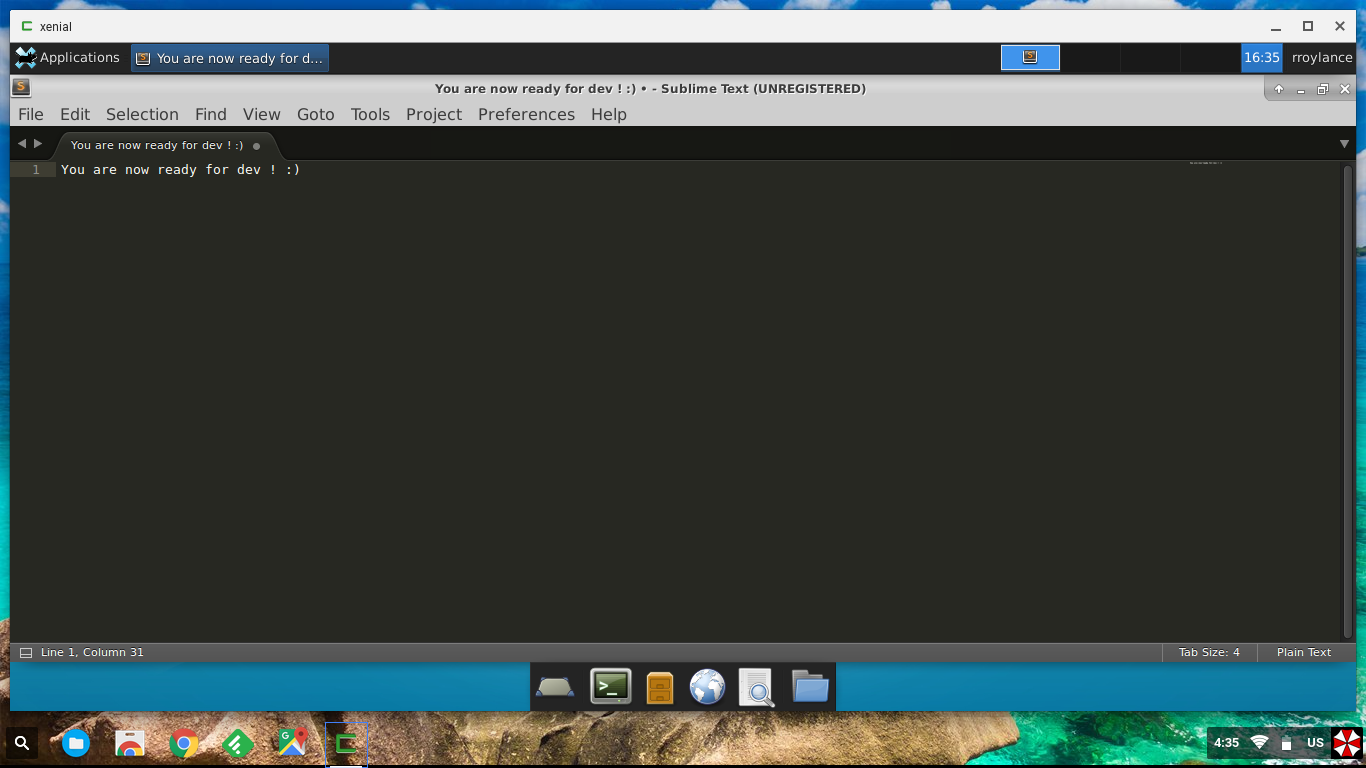 xenial
Applications
You are now ready for d...
16:35
rroylance
You are now ready for dev ! :) • - Sublime Text (UNREGISTERED)
File Edit Selection Find View Goto Tools Project Preferences Help
You are now ready for dev ! :)
1 You are now ready for dev ! :)
Line 1, Column 31
Tab Size: 4
Plain Text
4:35
US